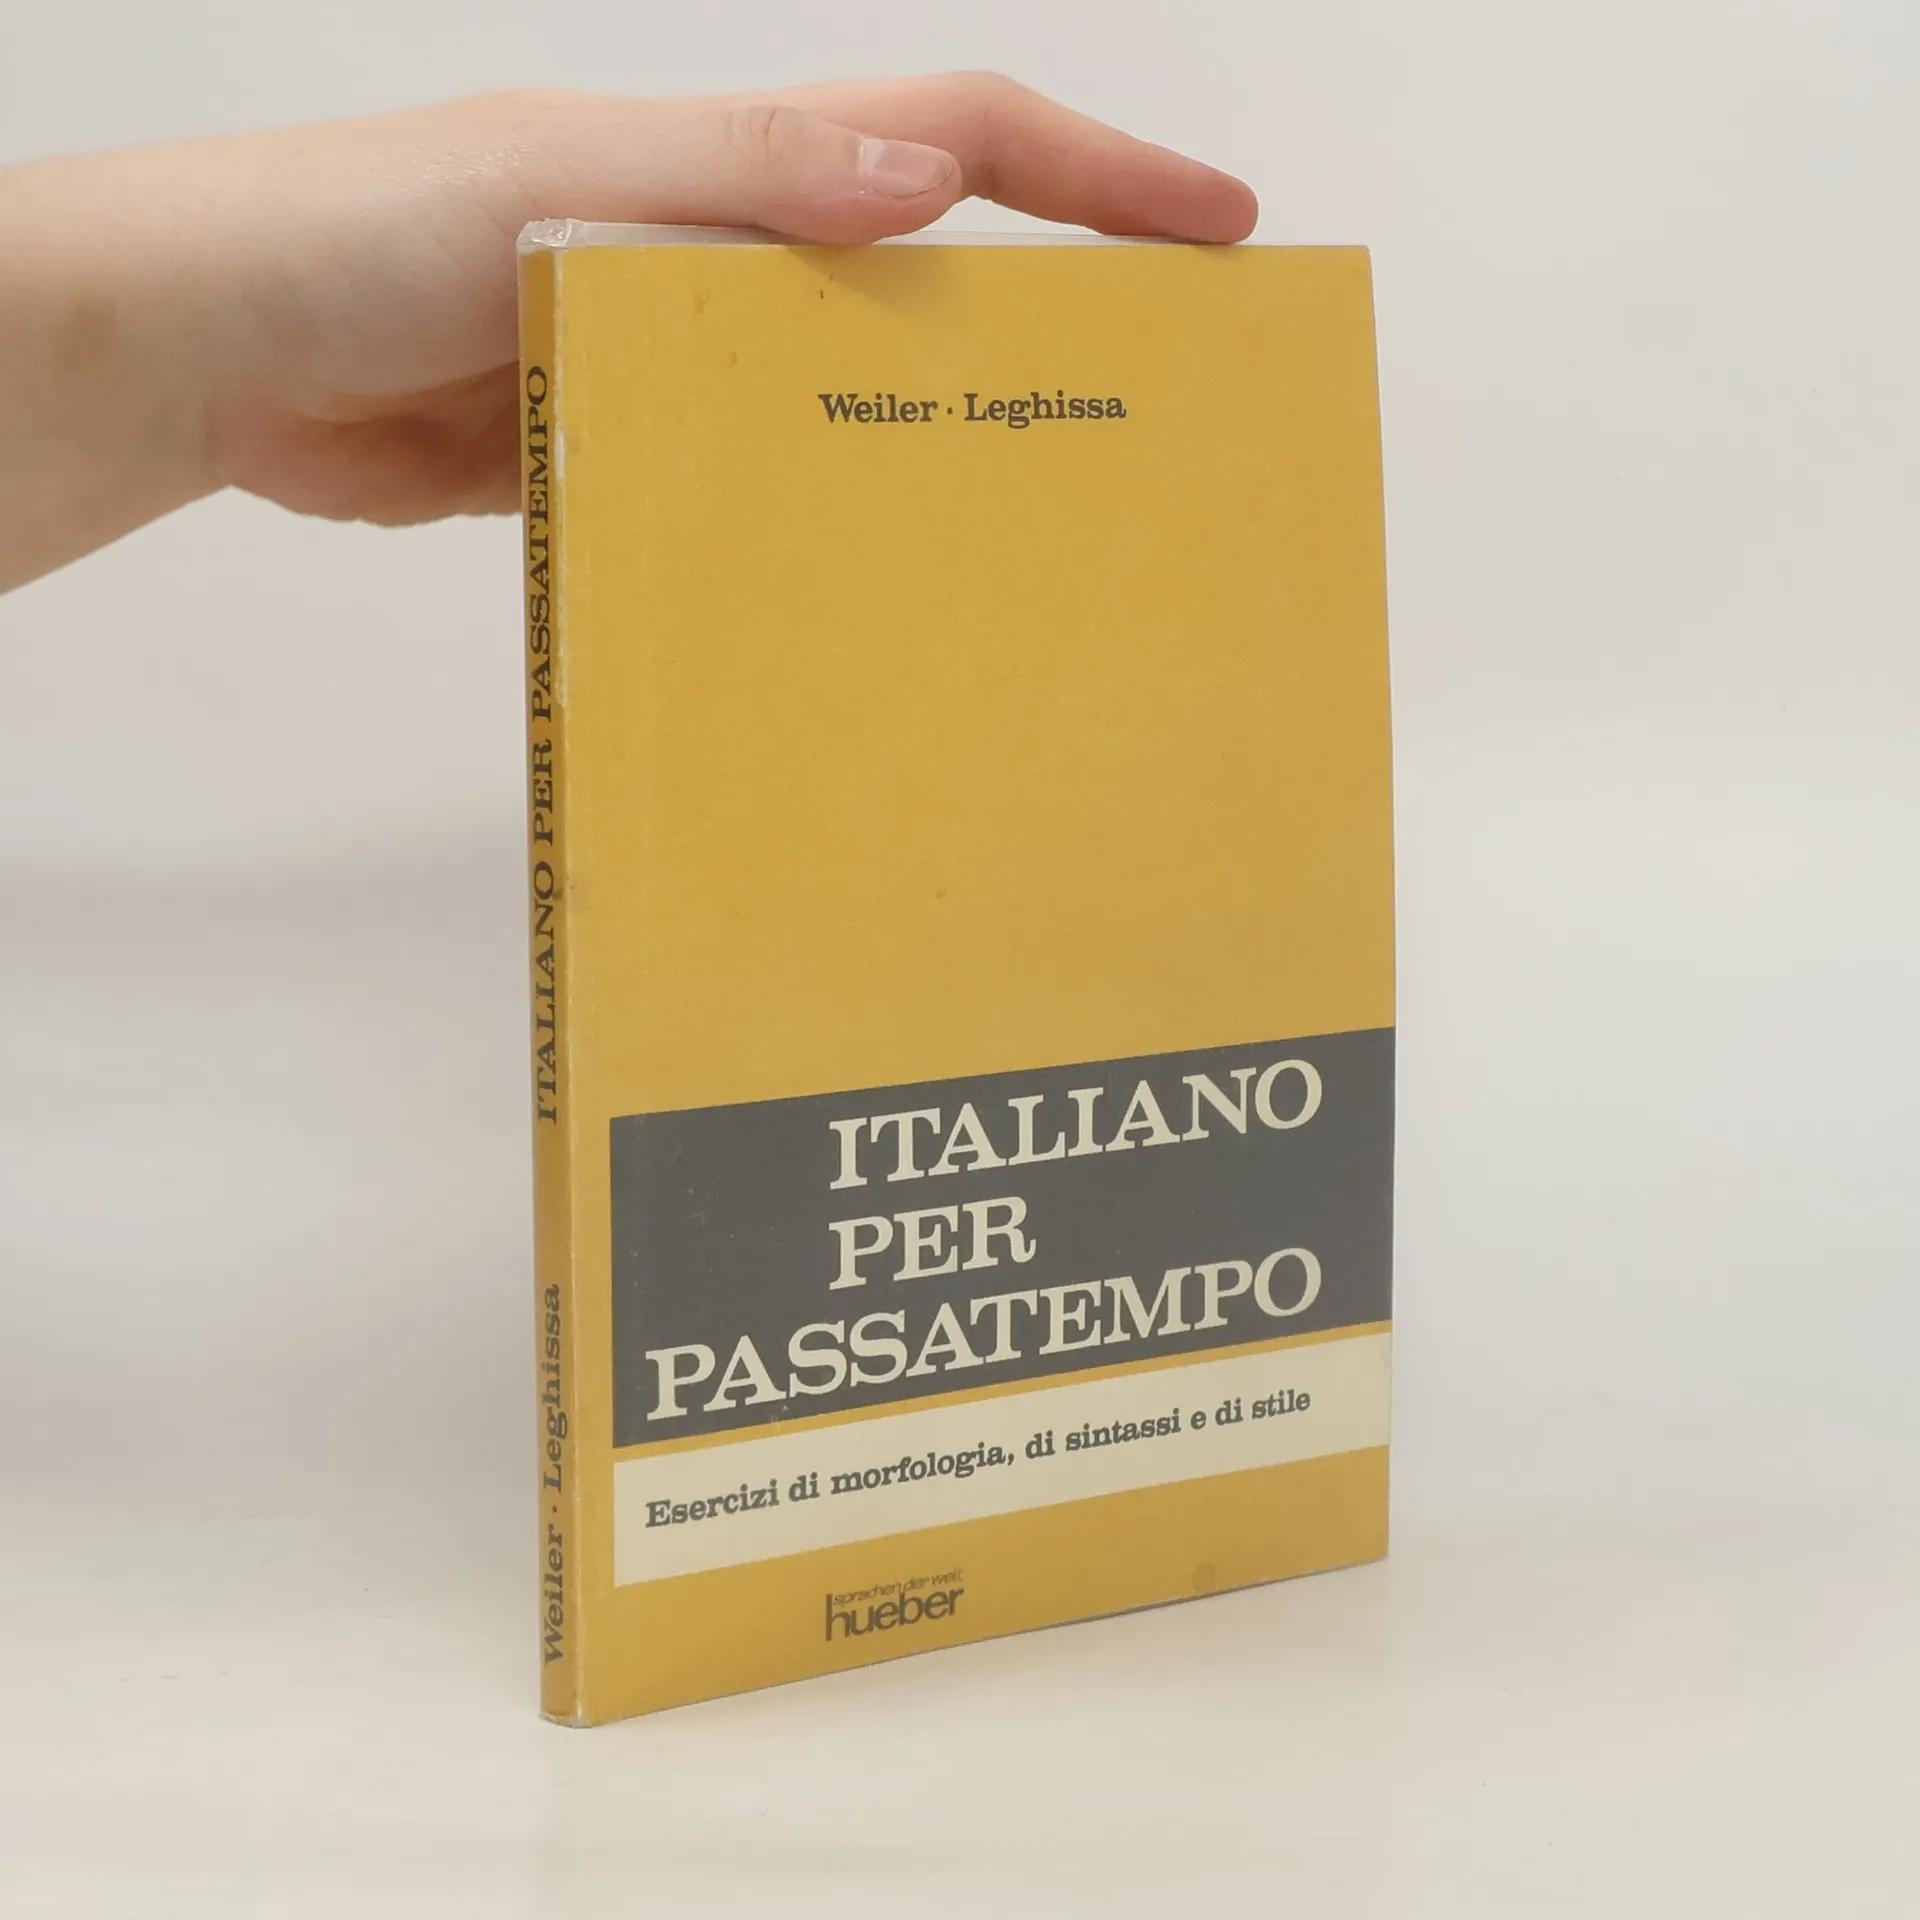 Weiler · Leghissa
ITALIANO
PER
PASSATEMPO
Esercizi di morfologia, di sintassi e di stile
sprachen der welt
hueber
Weiler · Leghissa ITALIANO PER PASSATEMPO